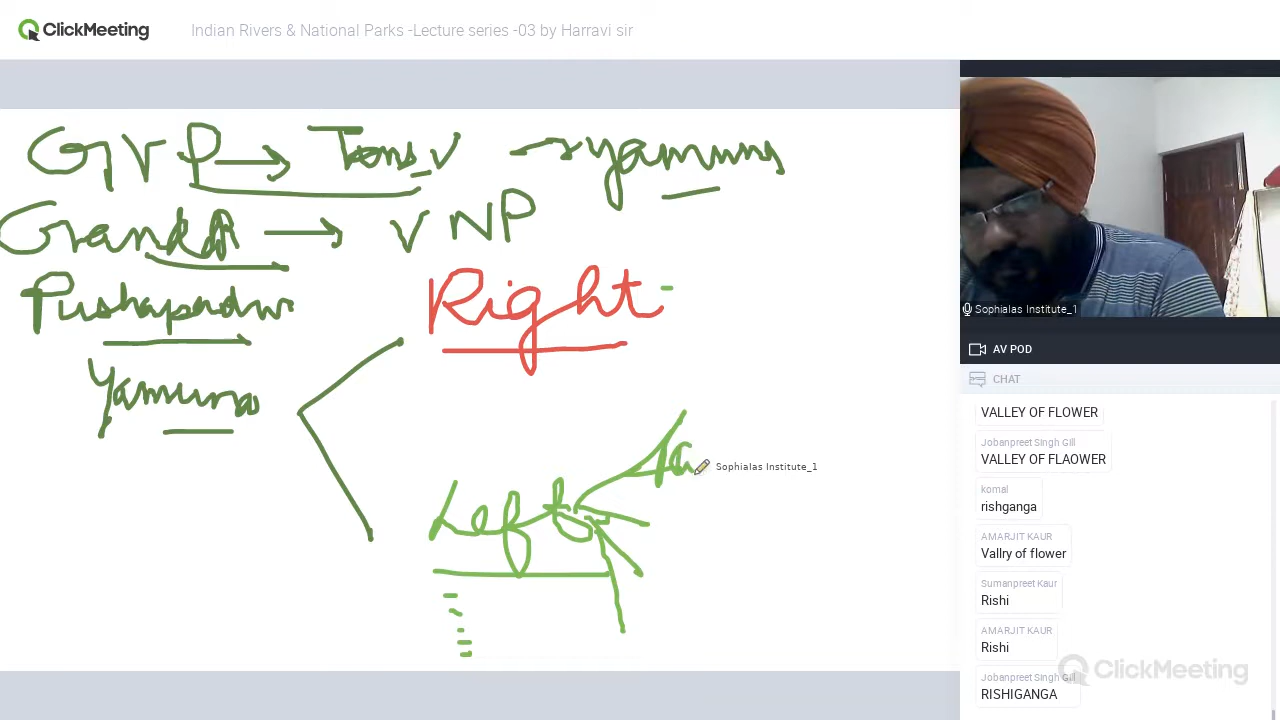 ClickMeeting
Indian Rivers & National Parks -Lecture series -03 by Harravi sir
GVP → Tons → yamuna
→ VNP
Right
Yamuna
Left
Sophialas Institute_1
Sophialas Institute_1
AV POD
CHAT
VALLEY OF FLOWER
Jobanpreet Singh Gill
VALLEY OF FLAOWER
komal
rishganga
AMARJIT KAUR
Vallry of flower
Sumanpreet Kaur
Rishi
AMARJIT KAUR
Rishi
Jobanpreet Singh Gill
RISHIGANGA
ClickMeeting